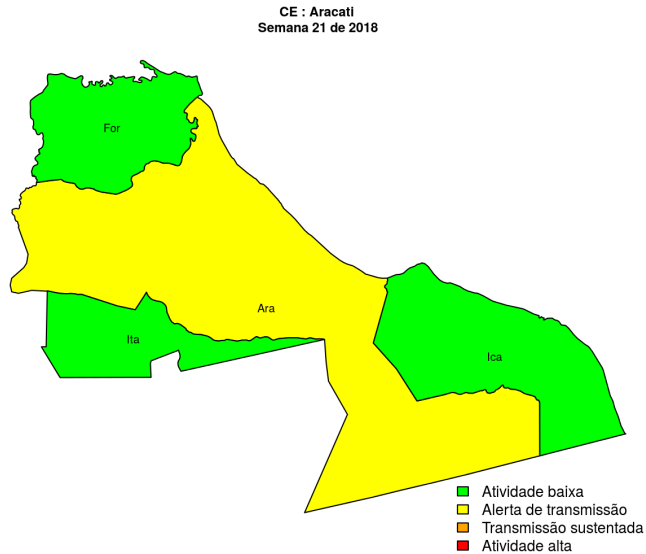 CE : Aracati
Semana 21 de 2018
For
Ara
Ita
Ica
Atividade baixa
Alerta de transmissão
Transmissão sustentada
Atividade alta